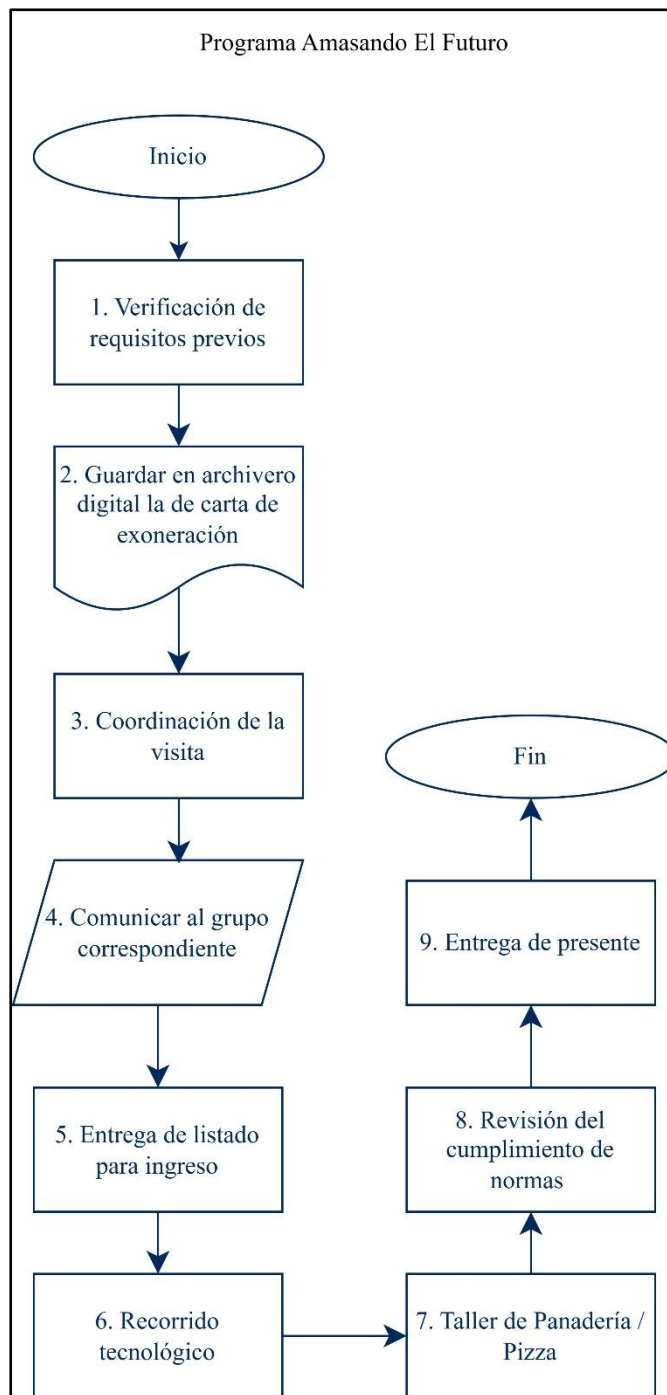 Programa Amasando El Futuro
Inicio
1. Verificación de
requisitos previos
2. Guardar en archivero
digital la de carta de
exoneración
3. Coordinación de la
visita
4. Comunicar al grupo
correspondiente
5. Entrega de listado
para ingreso
6. Recorrido
tecnológico
7. Taller de Panadería /
Pizza
8. Revisión del
cumplimiento de
normas
9. Entrega de presente
Fin